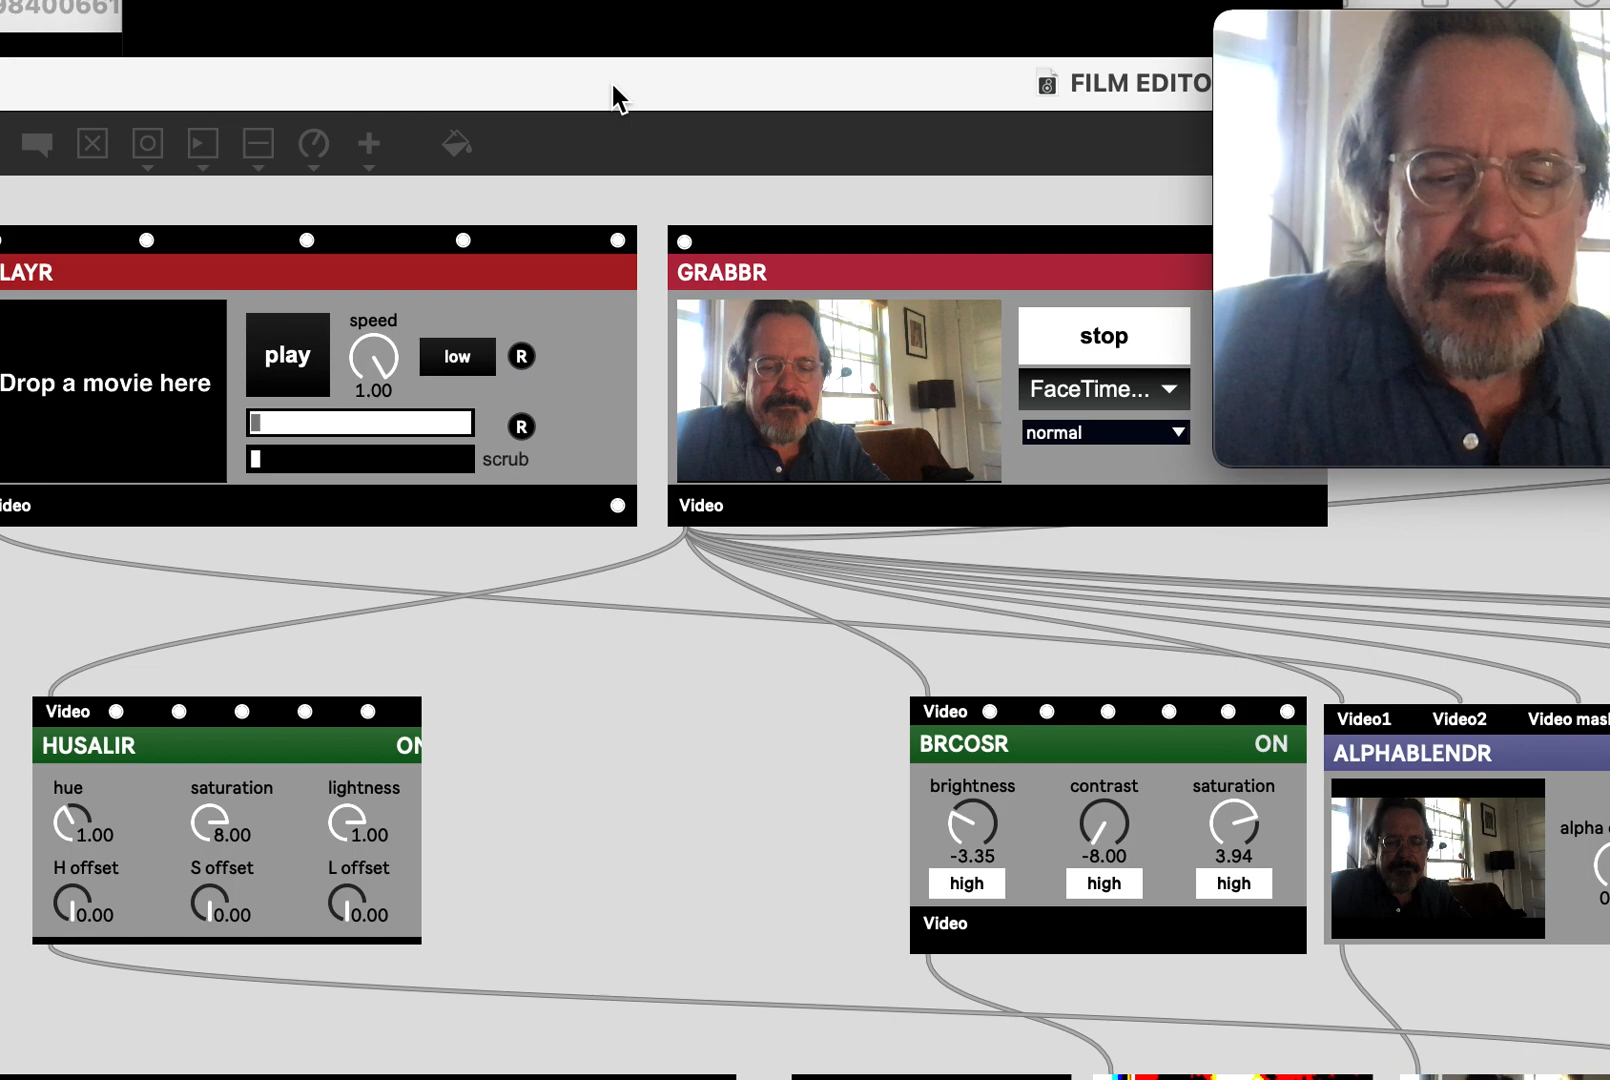 98400661
FILM EDITO
LAYR
Drop a movie here
play
speed
1.00
low
R
R
scrub
ideo
GRABBR
stop
FaceTime...
normal
Video
Video
HUSALIR
ON
hue
saturation
lightness
1.00
8.00
1.00
H offset
S offset
L offset
0.00
0.00
0.00
Video
BRCOSR
ON
brightness
contrast
saturation
-3.35
-8.00
3.94
high
high
high
Video
Video1
Video2
Video mas
ALPHABLENDR
alpha